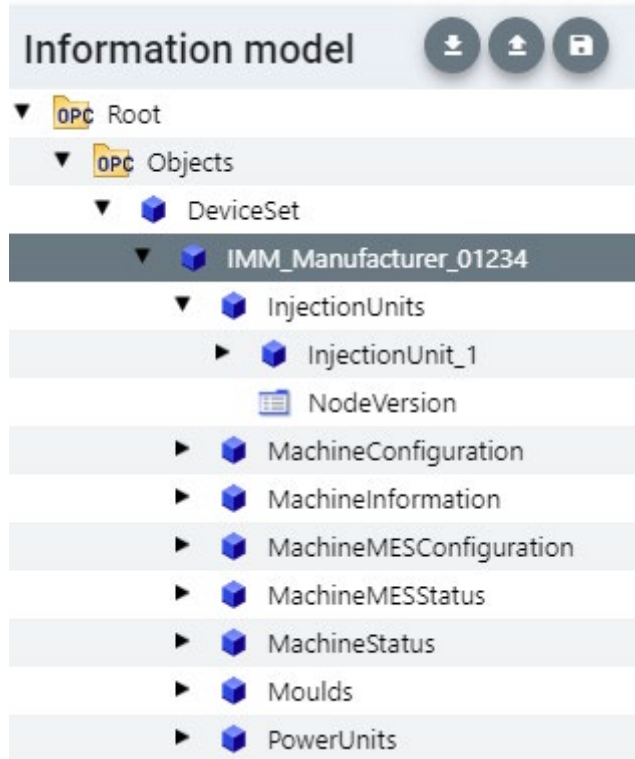 Information model
OPC Root
OPC Objects
DeviceSet
IMM_Manufacturer_01234
InjectionUnits
InjectionUnit_1
NodeVersion
MachineConfiguration
MachineInformation
MachineMESConfiguration
MachineMESStatus
MachineStatus
Moulds
PowerUnits